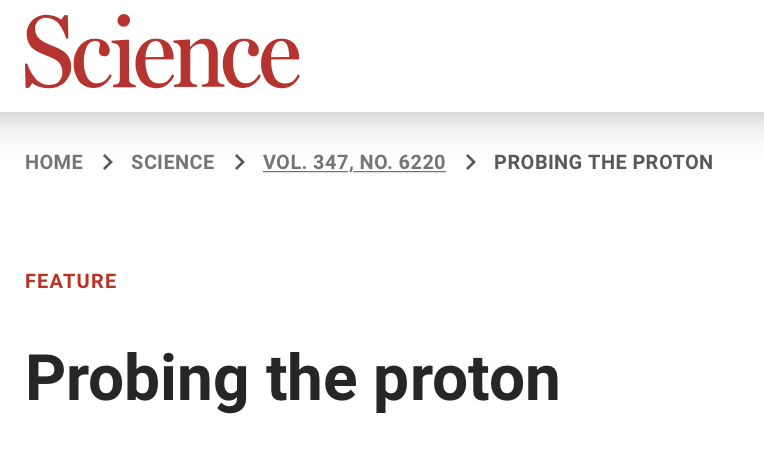 Science
HOME > SCIENCE > VOL. 347, NO. 6220 > PROBING THE PROTON
FEATURE
Probing the proton